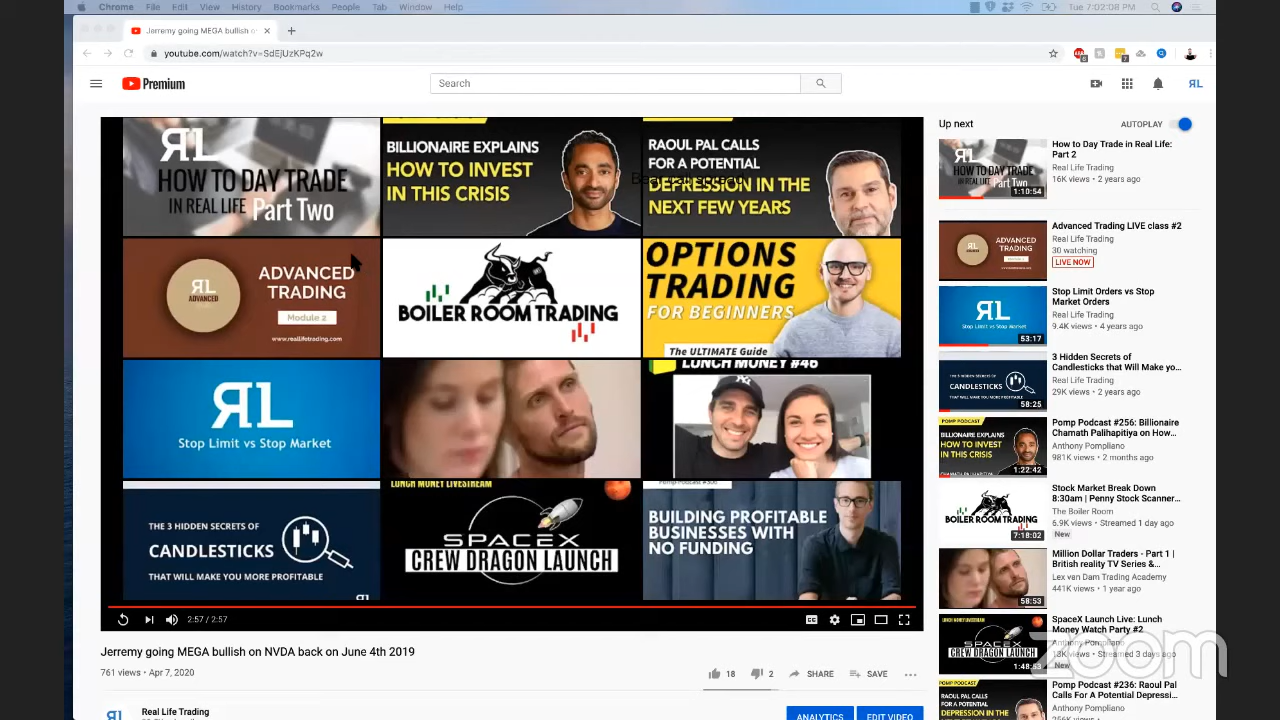 Chrome File Edit View History Bookmarks People Tab Window Help
Tue 7:02:08 PM
Jerremy going MEGA bullish o
youtube.com/watch?v=SdEjUzKPq2w
Premium
Search
RL
RL
HOW TO DAY TRADE
IN REAL LIFE Part Two
BILLIONAIRE EXPLAINS
HOW TO INVEST
IN THIS CRISIS
RAOUL PAL CALLS
FOR A POTENTIAL
DEPRESSION IN THE
NEXT FEW YEARS
RL
ADVANCED
ADVANCED
TRADING
Module 2
www.reallifetrading.com
BOILER ROOM TRADING
OPTIONS
TRADING
FOR BEGINNERS
The ULTIMATE Guide
RL
Stop Limit vs Stop Market
LUNCH MONEY #46
THE 3 HIDDEN SECRETS OF
CANDLESTICKS
THAT WILL MAKE YOU MORE PROFITABLE
LUNCH MONEY LIVESTREAM
SPACEX
CREW DRAGON LAUNCH
BUILDING PROFITABLE
BUSINESSES WITH
NO FUNDING
2:57 / 2:57
Jerremy going MEGA bullish on NVDA back on June 4th 2019
761 views • Apr 7, 2020
18 2 SHARE SAVE
RL
Real Life Trading
ANALYTICS EDIT VIDEO
Up next AUTOPLAY
How to Day Trade in Real Life:
Part 2
Real Life Trading
16K views • 2 years ago
1:10:54
Advanced Trading LIVE class #2
Real Life Trading
30 watching
LIVE NOW
Stop Limit Orders vs Stop
Market Orders
Real Life Trading
9.4K views • 4 years ago
53:17
3 Hidden Secrets of
Candlesticks that Will Make yo...
Real Life Trading
29K views • 2 years ago
58:25
Pomp Podcast #256: Billionaire
Chamath Palihapitiya on How...
Anthony Pompliano
981K views • 2 months ago
1:22:42
Stock Market Break Down
8:30am | Penny Stock Scanner...
The Boiler Room
6.9K views • Streamed 1 day ago
New
7:18:02
Million Dollar Traders - Part 1 |
British reality TV Series &...
Lex van Dam Trading Academy
441K views • 1 year ago
58:53
SpaceX Launch Live: Lunch
Money Watch Party #2
Anthony Pompliano
13K views • Streamed 3 days ago
New
1:48:53
Pomp Podcast #236: Raoul Pal
Calls For A Potential Depressi...
Anthony Pompliano
zoom